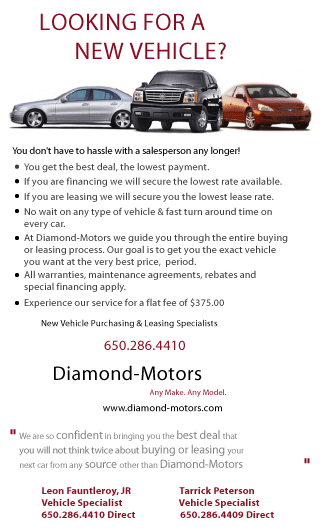 LOOKING FOR A
NEW VEHICLE?
You don't have to hassle with a salesperson any longer!
• You get the best deal, the lowest payment.
• If you are financing we will secure the lowest rate available.
• If you are leasing we will secure you the lowest lease rate.
• No wait on any type of vehicle & fast turn around time on
every car.
• At Diamond-Motors we guide you through the entire buying
or leasing process. Our goal is to get you the exact vehicle
you want at the very best price, period.
• All warranties, maintenance agreements, rebates and
special financing apply.
• Experience our service for a flat fee of $375.00
New Vehicle Purchasing & Leasing Specialists
650.286.4410
Diamond-Motors
Any Make. Any Model.
www.diamond-motors.com
" We are so confident in bringing you the best deal that
you will not think twice about buying or leasing your
next car from any source other than Diamond-Motors "
Leon Fauntleroy, JR
Vehicle Specialist
650.286.4410 Direct
Tarrick Peterson
Vehicle Specialist
650.286.4409 Direct